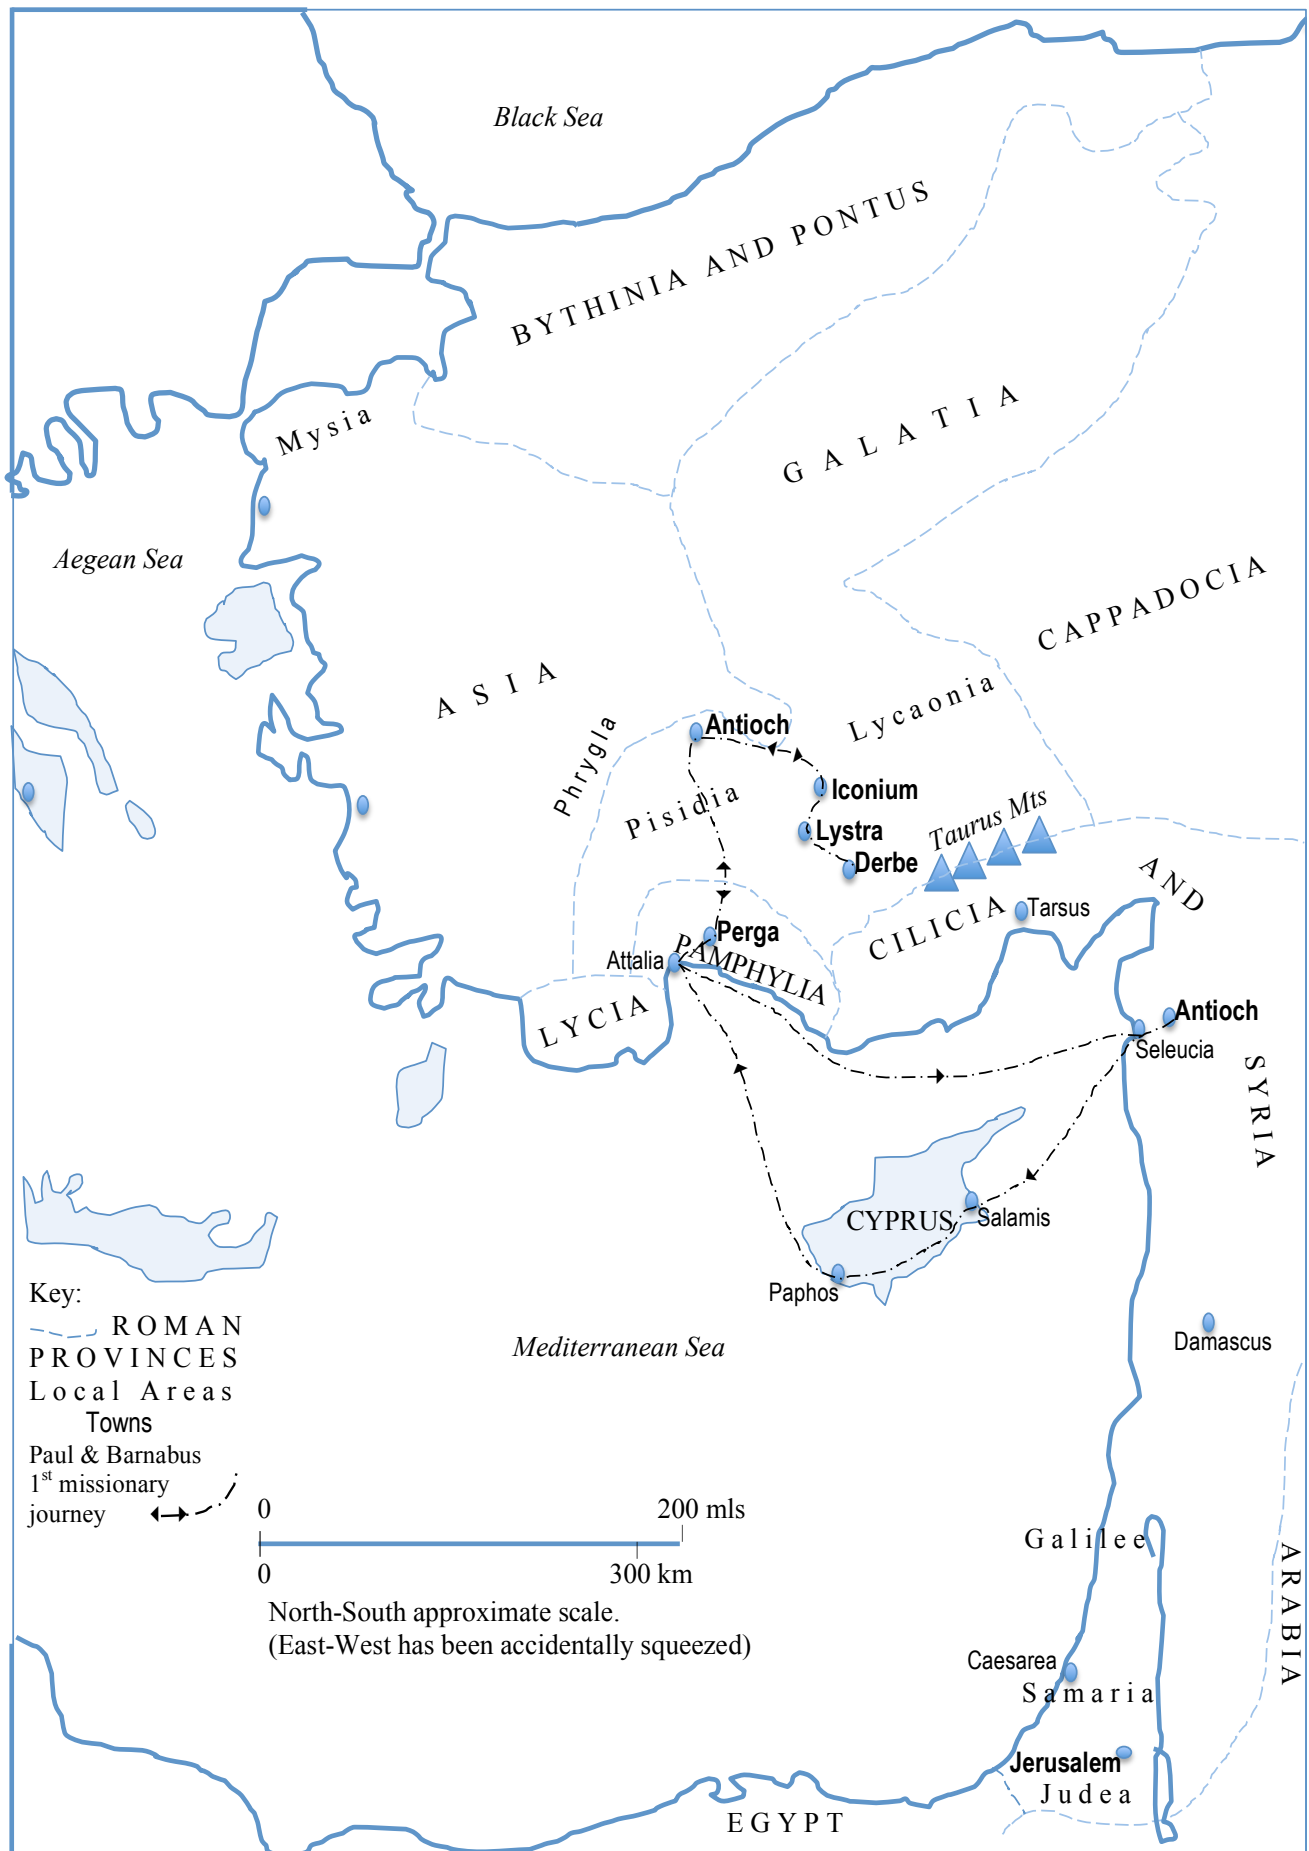 Black Sea
BYTHINIA AND PONTUS
GALATIA
Mysia
Aegean Sea
CAPPADOCIA
ASIA
Lycaonia
Phrygla
Antioch
Pisidia
Iconium
Lystra
Derbe
Taurus Mts
AND
CILICIA
Tarsus
Perga
Attalia
PAMPHYLIA
LYCIA
Antioch
Seleucia
SYRIA
CYPRUS
Salamis
Paphos
Mediterranean Sea
Damascus
Key:
ROMAN
PROVINCES
Local Areas
Towns
Paul & Barnabus
1st missionary
journey
0 200 mls
0 300 km
North-South approximate scale.
(East-West has been accidentally squeezed)
Galilee
ARABIA
Caesarea
Samaria
Jerusalem
Judea
EGYPT